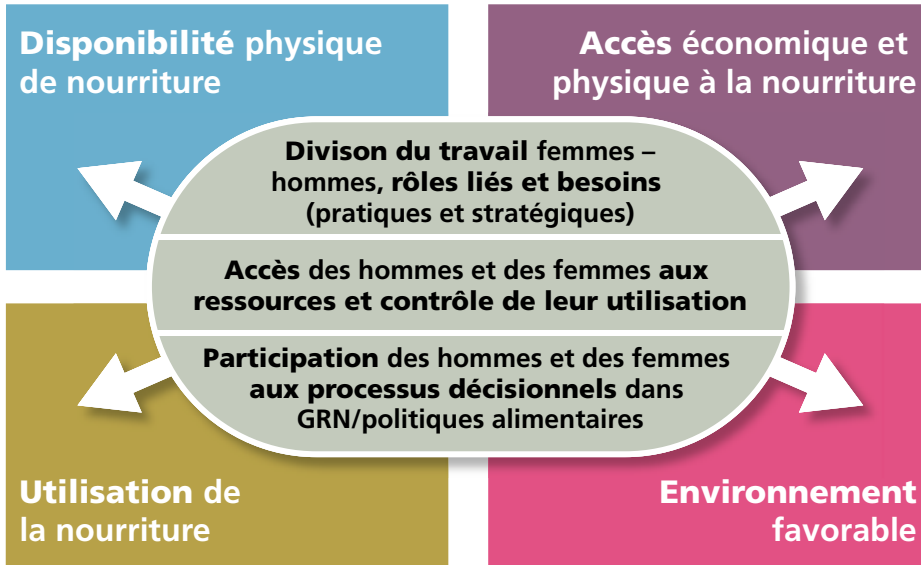 Disponibilité physique
de nourriture
Accès économique et
physique à la nourriture
Divison du travail femmes –
hommes, rôles liés et besoins
(pratiques et stratégiques)
Accès des hommes et des femmes aux
ressources et contrôle de leur utilisation
Participation des hommes et des femmes
aux processus décisionnels dans
GRN/politiques alimentaires
Utilisation de
la nourriture
Environnement
favorable